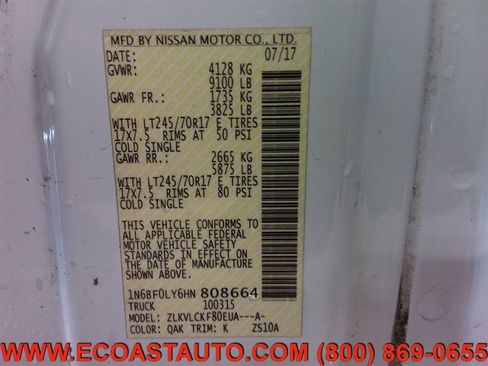 MFD BY NISSAN MOTOR CO., LTD.
DATE: 07/17
GVWR: 4128 KG
9100 LB
GAWR FR.: 1735 KG
3825 LB
WITH LT245/70R17 E TIRES
17X7.5 RIMS AT 50 PSI
COLD SINGLE
GAWR RR.: 2665 KG
5875 LB
WITH LT245/70R17 E TIRES
17X7.5 RIMS AT 80 PSI
COLD SINGLE
THIS VEHICLE CONFORMS TO
ALL APPLICABLE FEDERAL
MOTOR VEHICLE SAFETY
STANDARDS IN EFFECT ON
THE DATE OF MANUFACTURE
SHOWN ABOVE.
1N6BF0LY6HN 808664
TRUCK 100315
MODEL: ZLKVLCKF80EUA---A-
COLOR: QAK TRIM: K ZS10A
WWW.ECOASTAUTO.COM (800) 869-0655